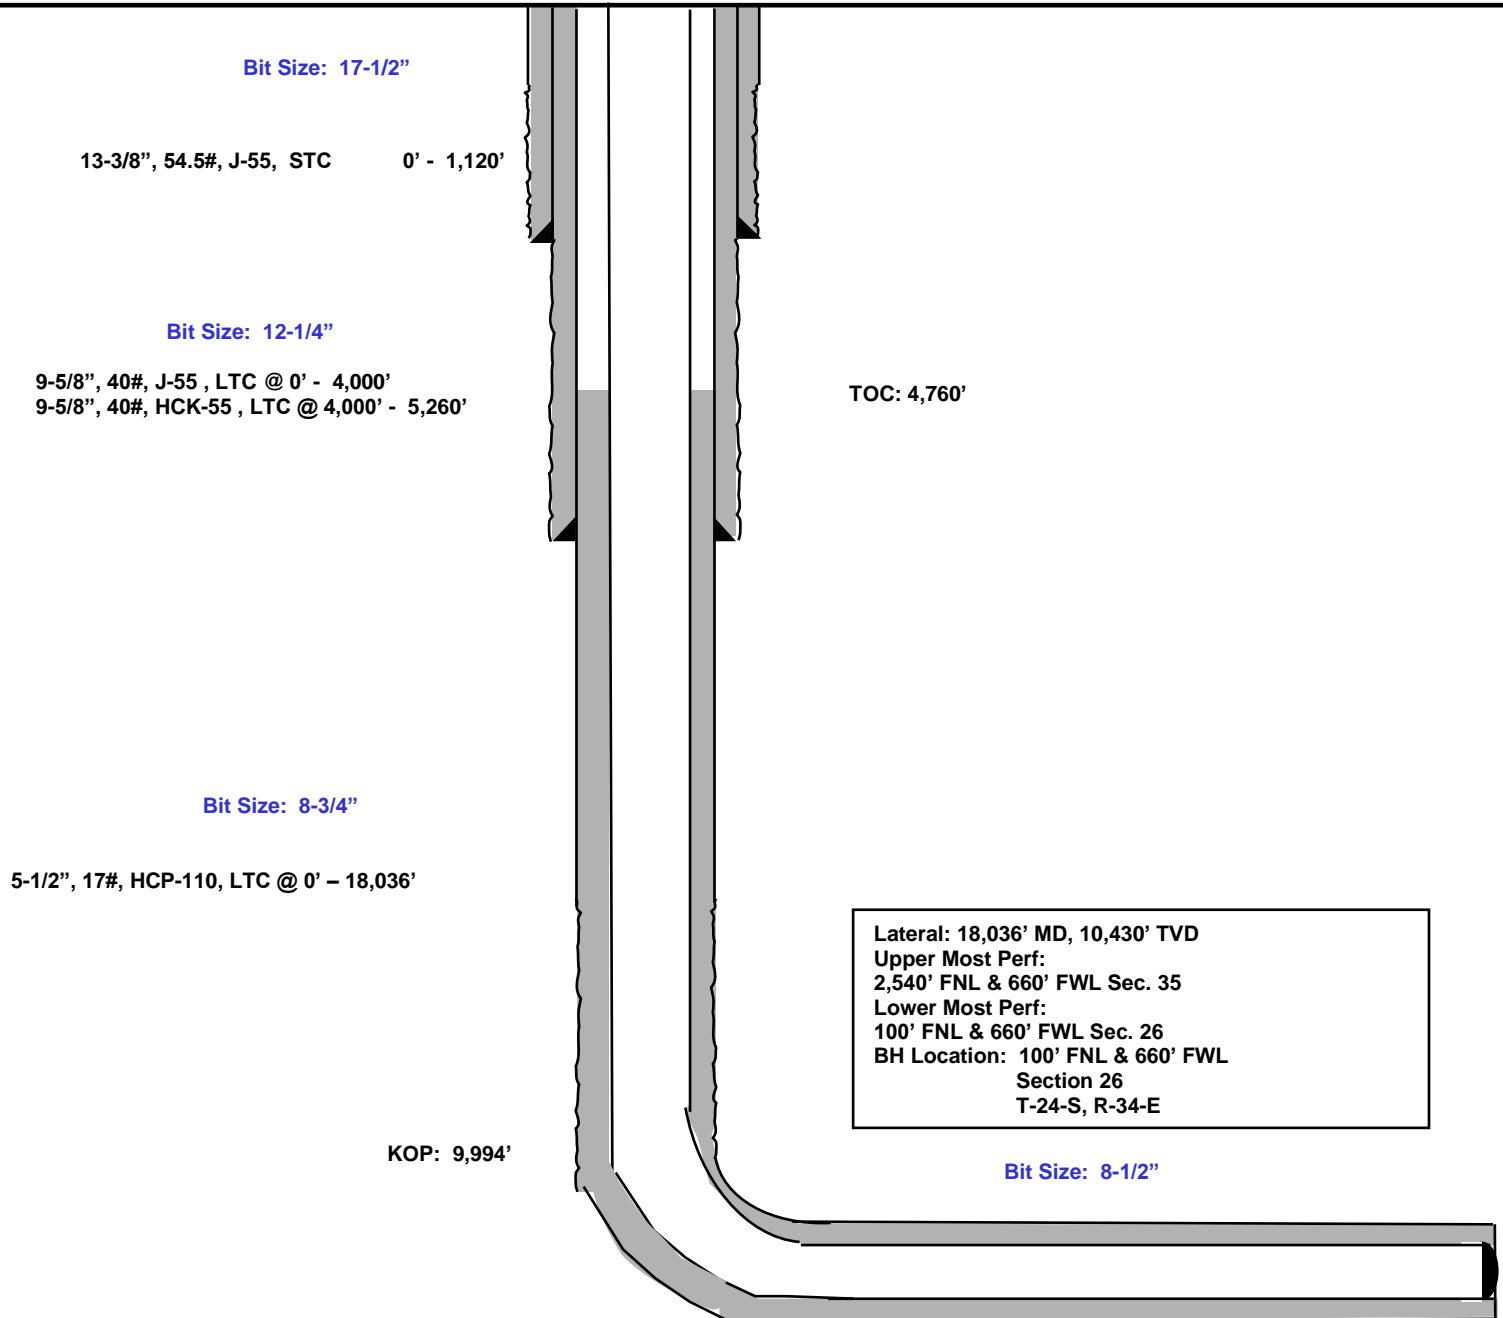 Bit Size: 17-1/2”
13-3/8”, 54.5#, J-55, STC 0’ - 1,120’
Bit Size: 12-1/4”
9-5/8”, 40#, J-55 , LTC @ 0’ - 4,000’
9-5/8”, 40#, HCK-55 , LTC @ 4,000’ - 5,260’
TOC: 4,760’
Bit Size: 8-3/4”
5-1/2”, 17#, HCP-110, LTC @ 0’ – 18,036’
Lateral: 18,036’ MD, 10,430’ TVD
Upper Most Perf:
2,540’ FNL & 660’ FWL Sec. 35
Lower Most Perf:
100’ FNL & 660’ FWL Sec. 26
BH Location: 100’ FNL & 660’ FWL
Section 26
T-24-S, R-34-E
KOP: 9,994’
Bit Size: 8-1/2”